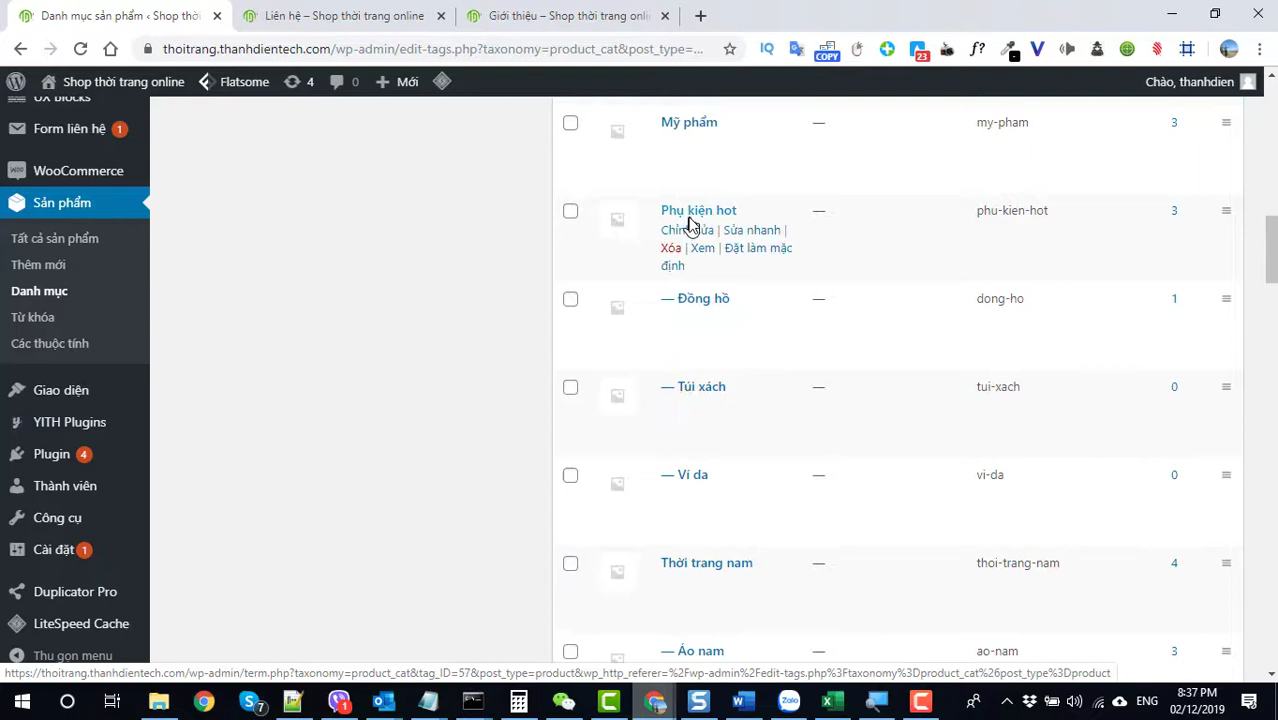 Danh mục sản phẩm ‹ Shop thời
Liên hệ – Shop thời trang online
Giới thiệu – Shop thời trang onl
thoitrang.thanhdientech.com/wp-admin/edit-tags.php?taxonomy=product_cat&post_type=...
COPY
23
Shop thời trang online
Flatsome
4
0
Mới
Chào, thanhdien
UX blocks
Form liên hệ 1
WooCommerce
Sản phẩm
Tất cả sản phẩm
Thêm mới
Danh mục
Từ khóa
Các thuộc tính
Giao diện
YITH Plugins
Plugin 4
Thành viên
Công cụ
Cài đặt 1
Duplicator Pro
LiteSpeed Cache
Thu gọn menu
Mỹ phẩm — my-pham 3
Phụ kiện hot — phu-kien-hot 3
Chỉnh sửa | Sửa nhanh |
Xóa | Xem | Đặt làm mặc
định
— Đồng hồ — dong-ho 1
— Túi xách — tui-xach 0
— Ví da — vi-da 0
Thời trang nam — thoi-trang-nam 4
— Áo nam — ao-nam 3
https://thoitrang.thanhdientech.com/wp-admin/term.php?taxonomy=product_cat&tag_ID=57&post_type=product&wp_http_referer=%2Fwp-admin%2Fedit-tags.php%3Ftaxonomy%3Dproduct_cat%26post_type%3Dproduct
7
1
ENG
8:37 PM
02/12/2019